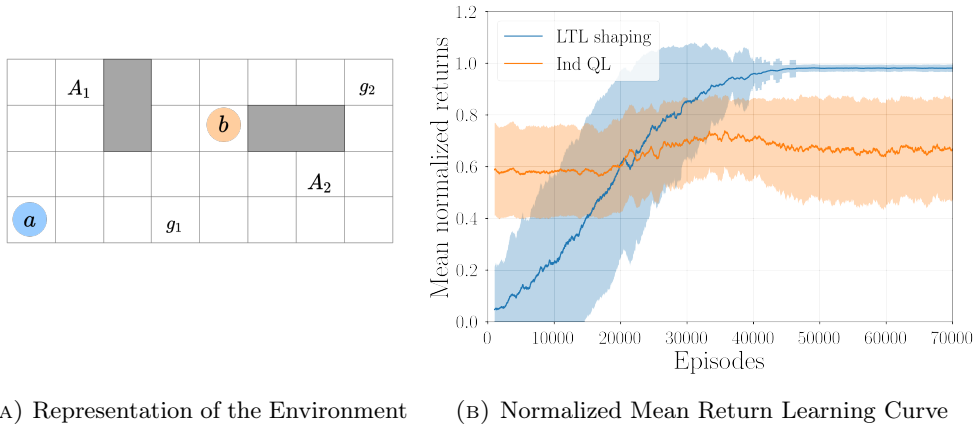 A₁
g₂
b
A₂
a
g₁
Mean normalized returns
1.2
1.0
0.8
0.6
0.4
0.2
0.0
LTL shaping
Ind QL
0 10000 20000 30000 40000 50000 60000 70000
Episodes
A) Representation of the Environment
(B) Normalized Mean Return Learning Curve